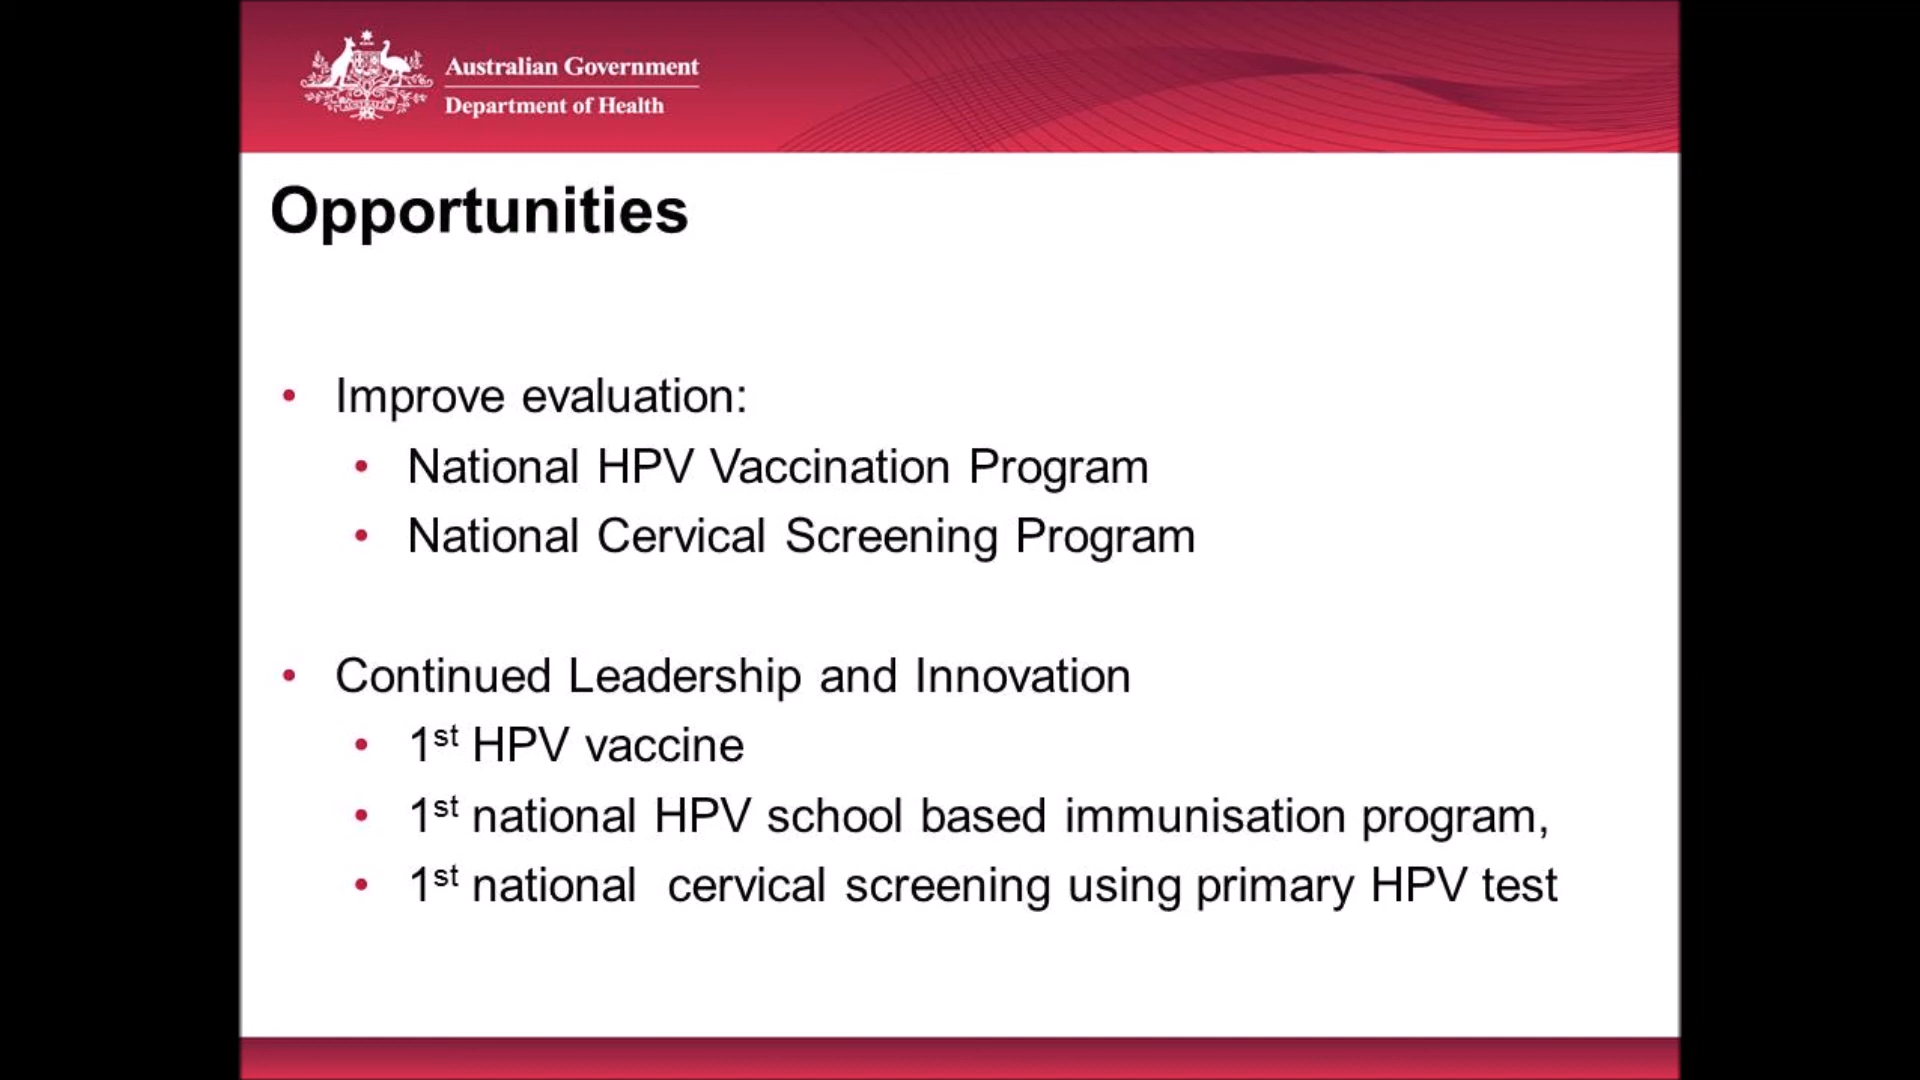 Australian Government
Department of Health
Opportunities
• Improve evaluation:
• National HPV Vaccination Program
• National Cervical Screening Program
• Continued Leadership and Innovation
• 1st HPV vaccine
• 1st national HPV school based immunisation program,
• 1st national  cervical screening using primary HPV test